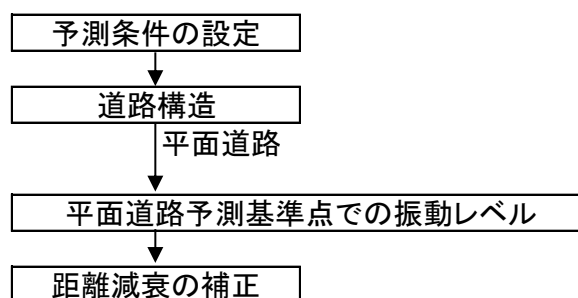 予測条件の設定
道路構造
平面道路
平面道路予測基準点での振動レベル
距離減衰の補正